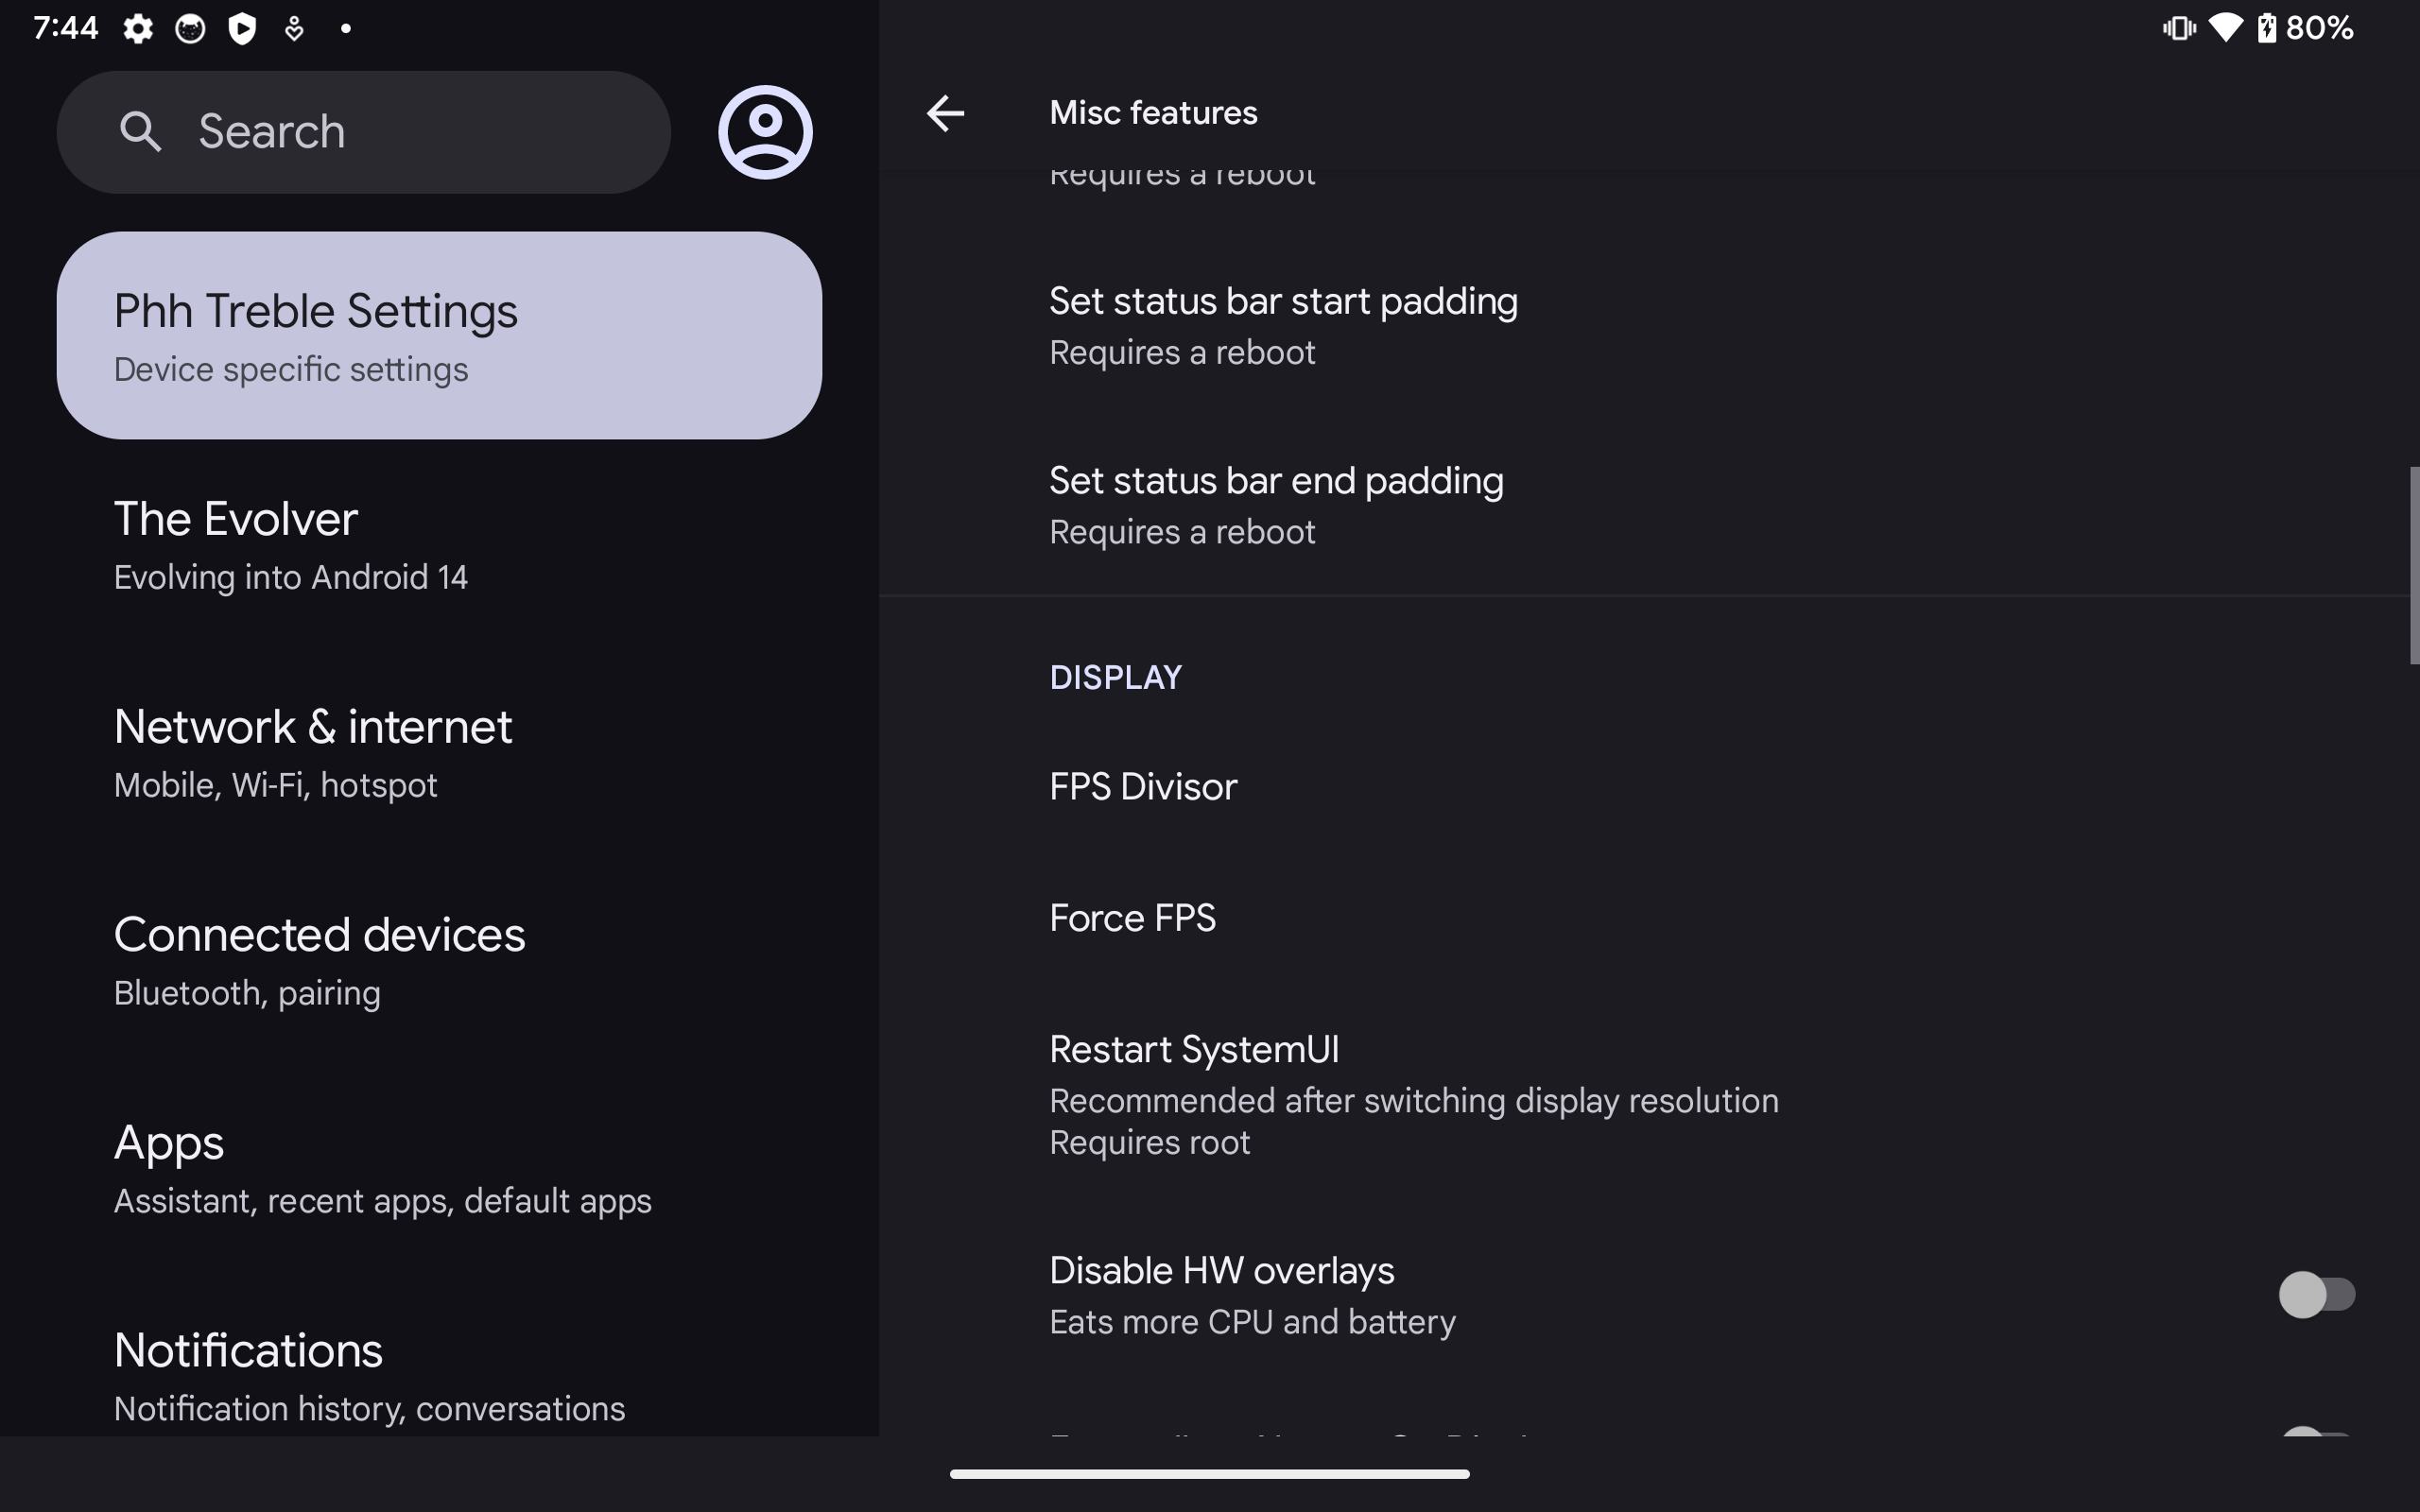 7:44
80%
Search
Phh Treble Settings
Device specific settings
The Evolver
Evolving into Android 14
Network & internet
Mobile, Wi-Fi, hotspot
Connected devices
Bluetooth, pairing
Apps
Assistant, recent apps, default apps
Notifications
Notification history, conversations
Misc features
Requires a reboot
Set status bar start padding
Requires a reboot
Set status bar end padding
Requires a reboot
DISPLAY
FPS Divisor
Force FPS
Restart SystemUI
Recommended after switching display resolution
Requires root
Disable HW overlays
Eats more CPU and battery